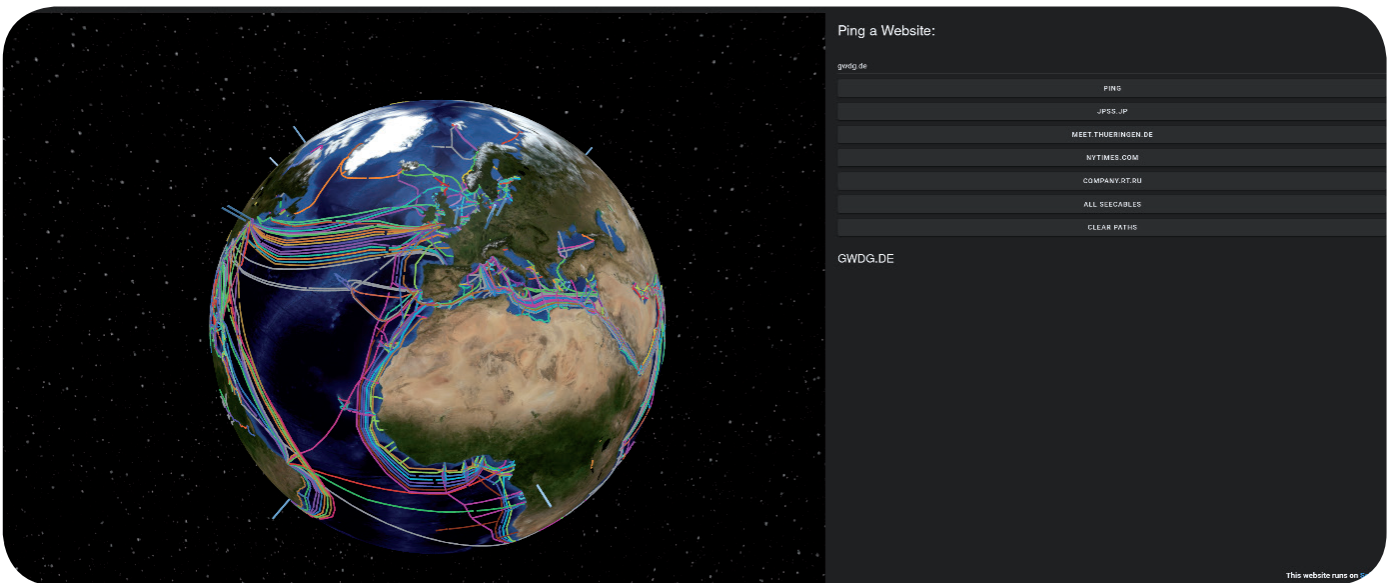 Ping a Website:
gwdg.de
PING
JPSS.JP
MEET.THUERINGEN.DE
NYTIMES.COM
COMPANY.RT.RU
ALL SEECABLES
CLEAR PATHS
GWDG.DE
This website runs on